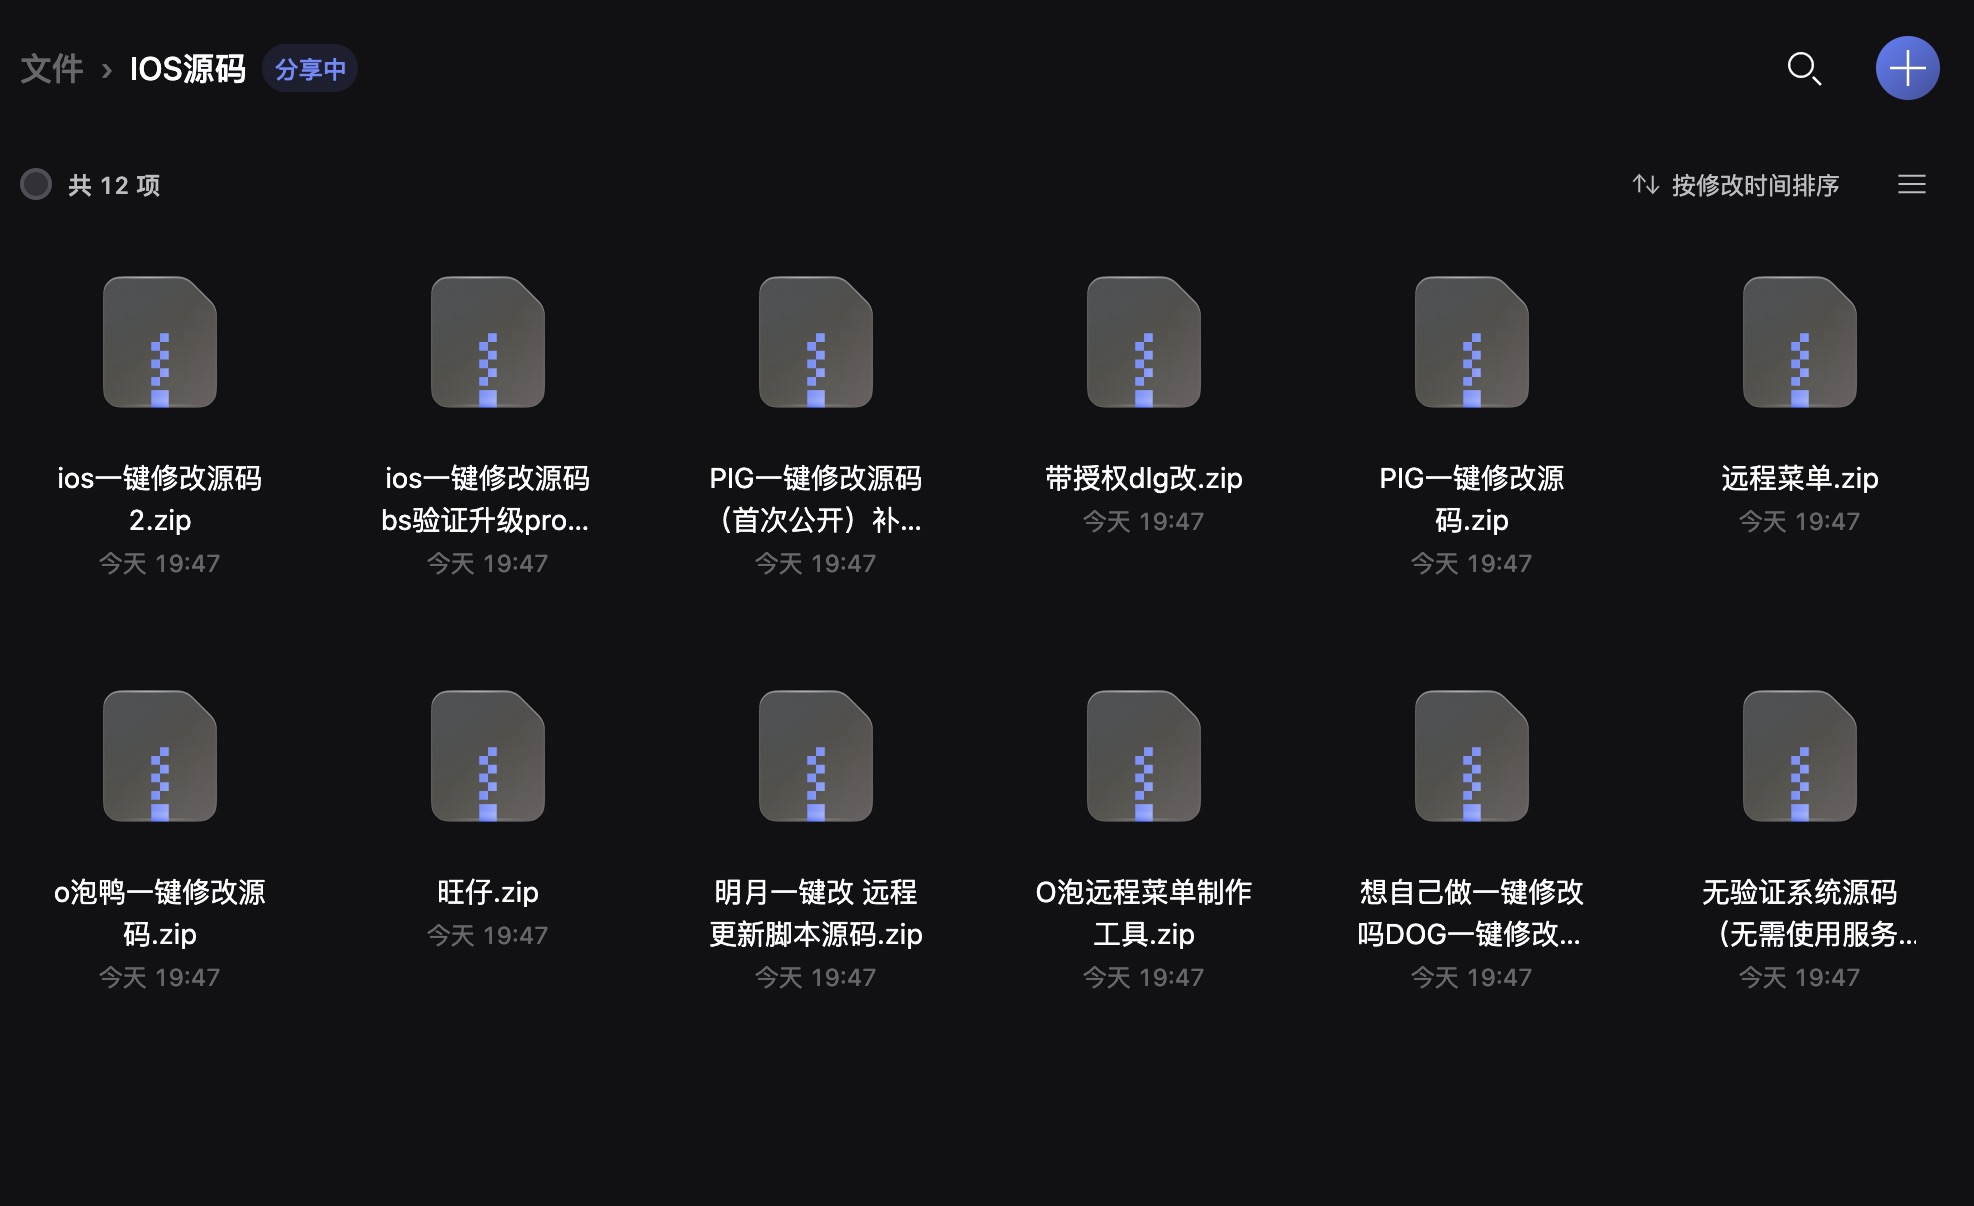 文件 › IOS源码 分享中
共 12 项
按修改时间排序
ios一键修改源码
2.zip
今天 19:47
ios一键修改源码
bs验证升级pro...
今天 19:47
PIG一键修改源码
（首次公开）补...
今天 19:47
带授权dlg改.zip
今天 19:47
PIG一键修改源
码.zip
今天 19:47
远程菜单.zip
今天 19:47
o泡鸭一键修改源
码.zip
今天 19:47
旺仔.zip
今天 19:47
明月一键改 远程
更新脚本源码.zip
今天 19:47
O泡远程菜单制作
工具.zip
今天 19:47
想自己做一键修改
吗DOG一键修改...
今天 19:47
无验证系统源码
（无需使用服务...
今天 19:47